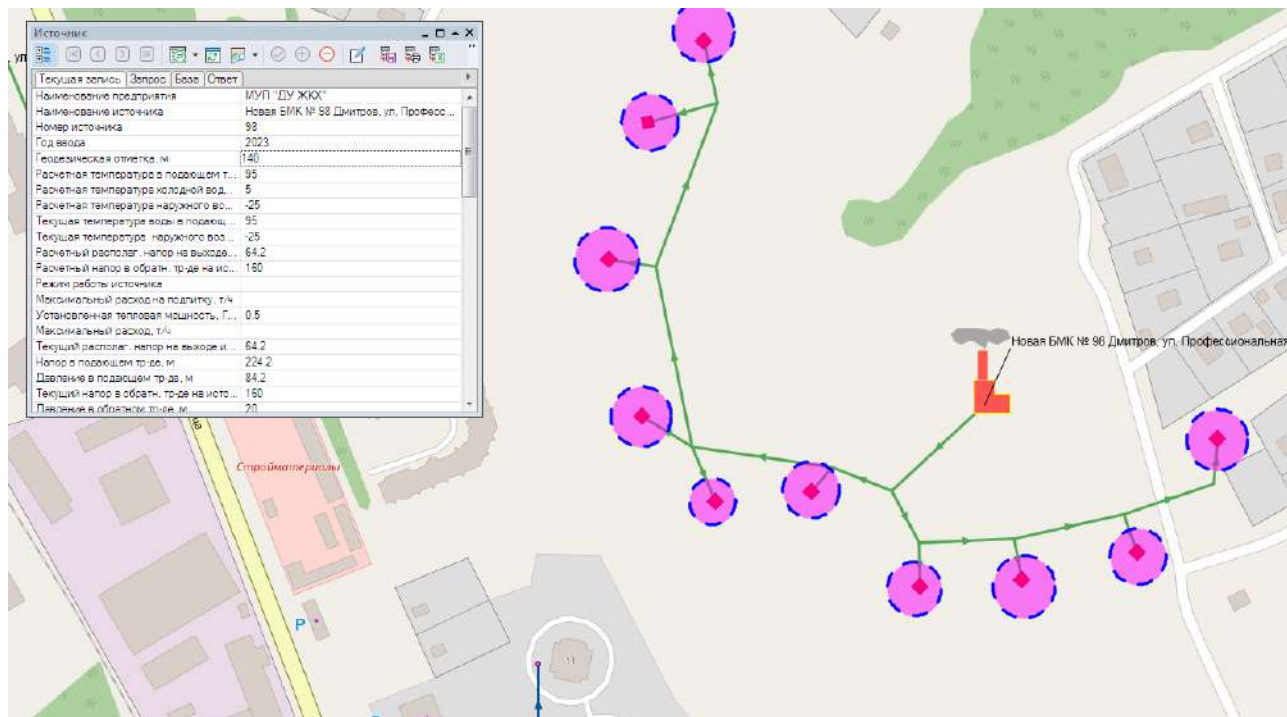 Источник
ул
Текущая запись Запрос База Ответ
Наименование предприятия МУП "ДУ ЖКХ"
Наименование источника Новая БМК № 98 Дмитров, ул. Професс...
Номер источника 98
Год ввода 2023
Геодезическая отметка, м 140
Расчетная температура в подающем т... 95
Расчетная температура холодной вод... 5
Расчетная температура наружного во... -25
Текущая температура воды в подающ... 95
Текущая температура наружного воз... -25
Расчетный располаг. напор на выходе... 64.2
Расчетный напор в обратн. тр-де на ис... 160
Режим работы источника
Максимальный расход на подпитку, т/ч
Установленная тепловая мощность, Г... 0.5
Максимальный расход, т/ч
Текущий располаг. напор на выходе и... 64.2
Напор в подающем тр-де, м 224.2
Давление в подающем тр-де, м 84.2
Текущий напор в обратн. тр-де на исто... 160
Давление в обратном тр-де, м 20
Новая БМК № 98 Дмитров, ул. Профессиональная
Стройматериалы
P
11